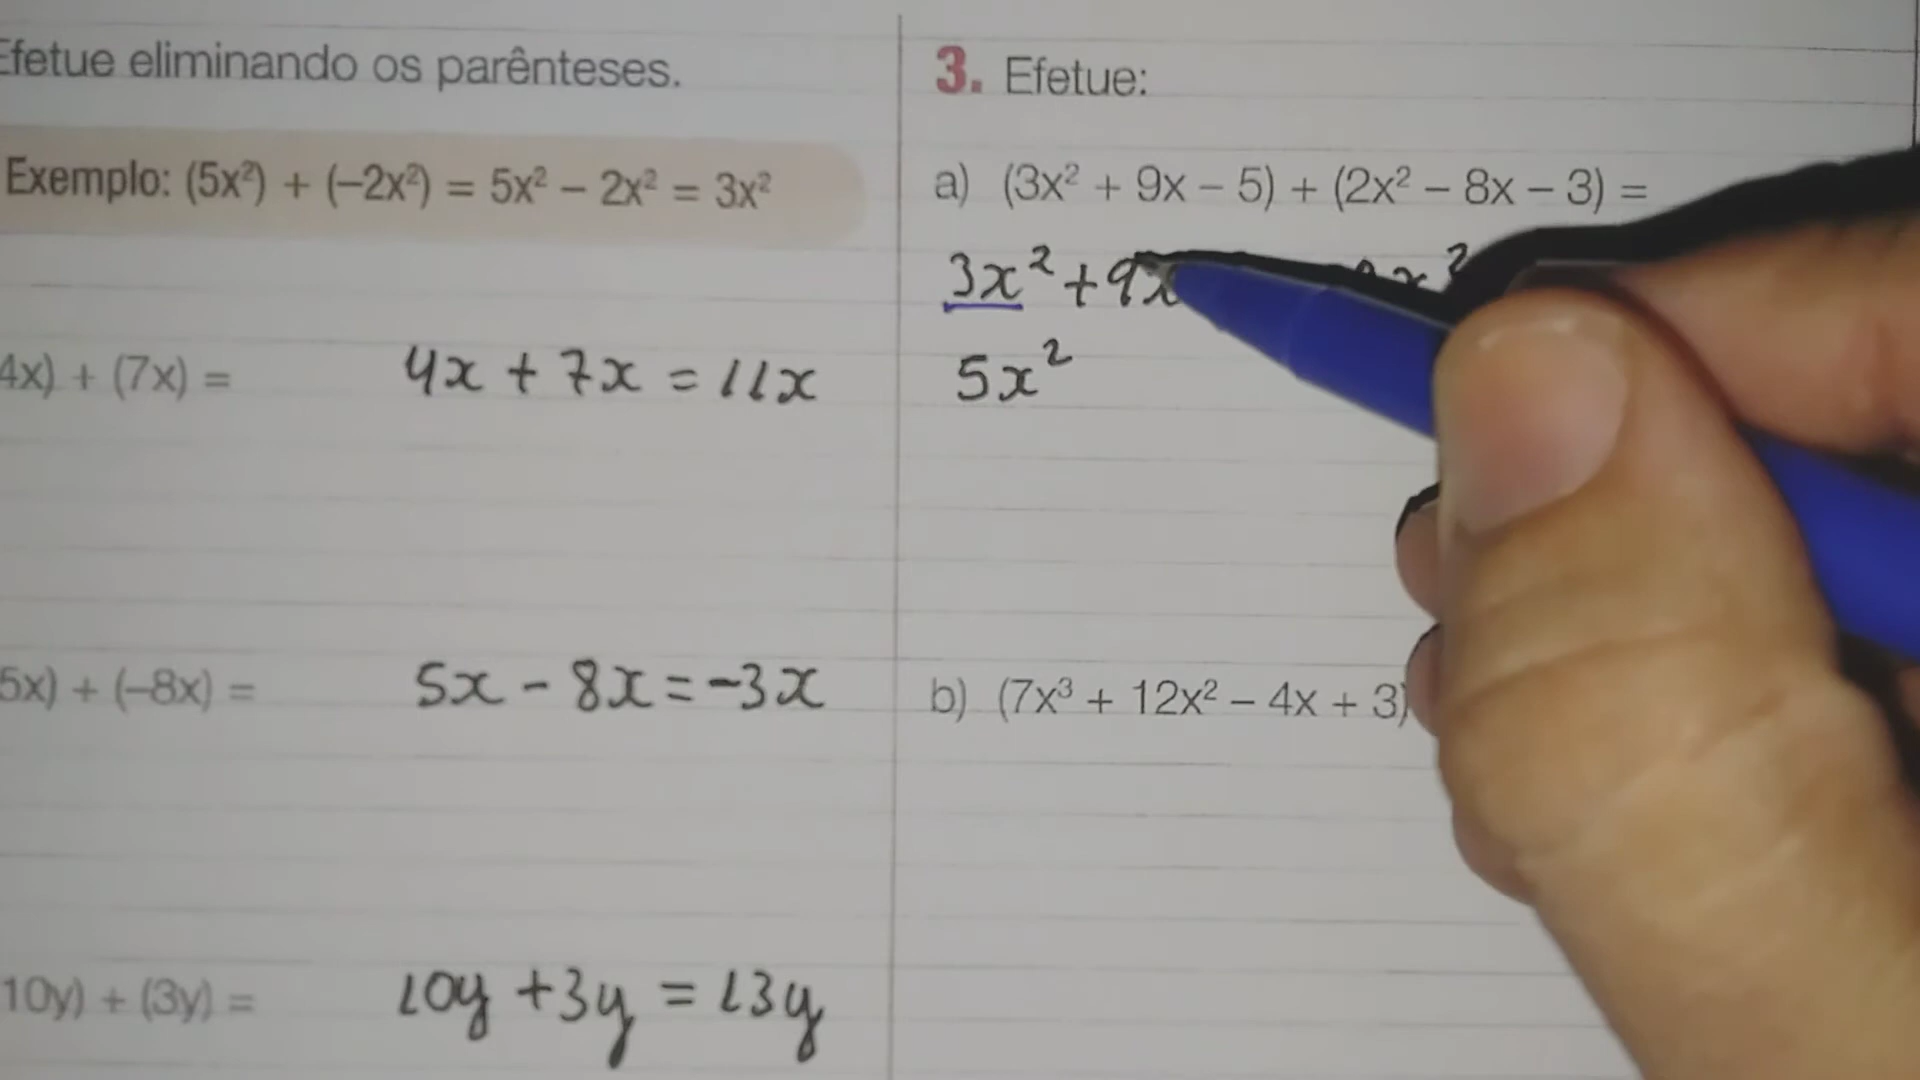 Efetue eliminando os parênteses.
Exemplo: (5x²) + (−2x²) = 5x² − 2x² = 3x²
4x) + (7x) = 4x + 7x = 11x
5x) + (−8x) = 5x - 8x = -3x
10y) + (3y) = 10y + 3y = 13y
3. Efetue:
a) (3x² + 9x − 5) + (2x² − 8x − 3) =
3x² + 9x
5x²
b) (7x³ + 12x² − 4x + 3)